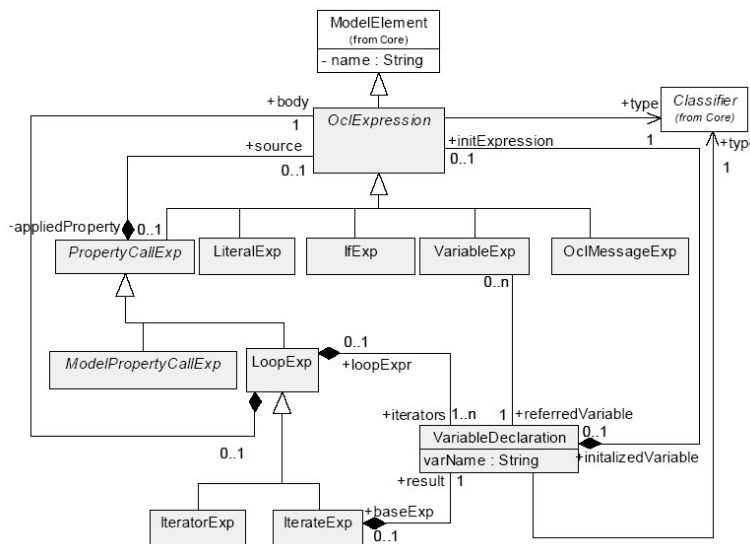 ModelElement
(from Core)
- name : String
+body
1
OclExpression
+type
1
Classifier
(from Core)
+source
0..1
+initExpression
0..1
+type
1
-appliedProperty
0..1
PropertyCallExp
LiteralExp
IfExp
VariableExp
OclMessageExp
0..n
ModelPropertyCallExp
LoopExp
0..1
+loopExpr
+iterators
1..n
1
+referredVariable
0..1
VariableDeclaration
0..1
varName : String
+initalizedVariable
+result
1
IteratorExp
IterateExp
+baseExp
0..1